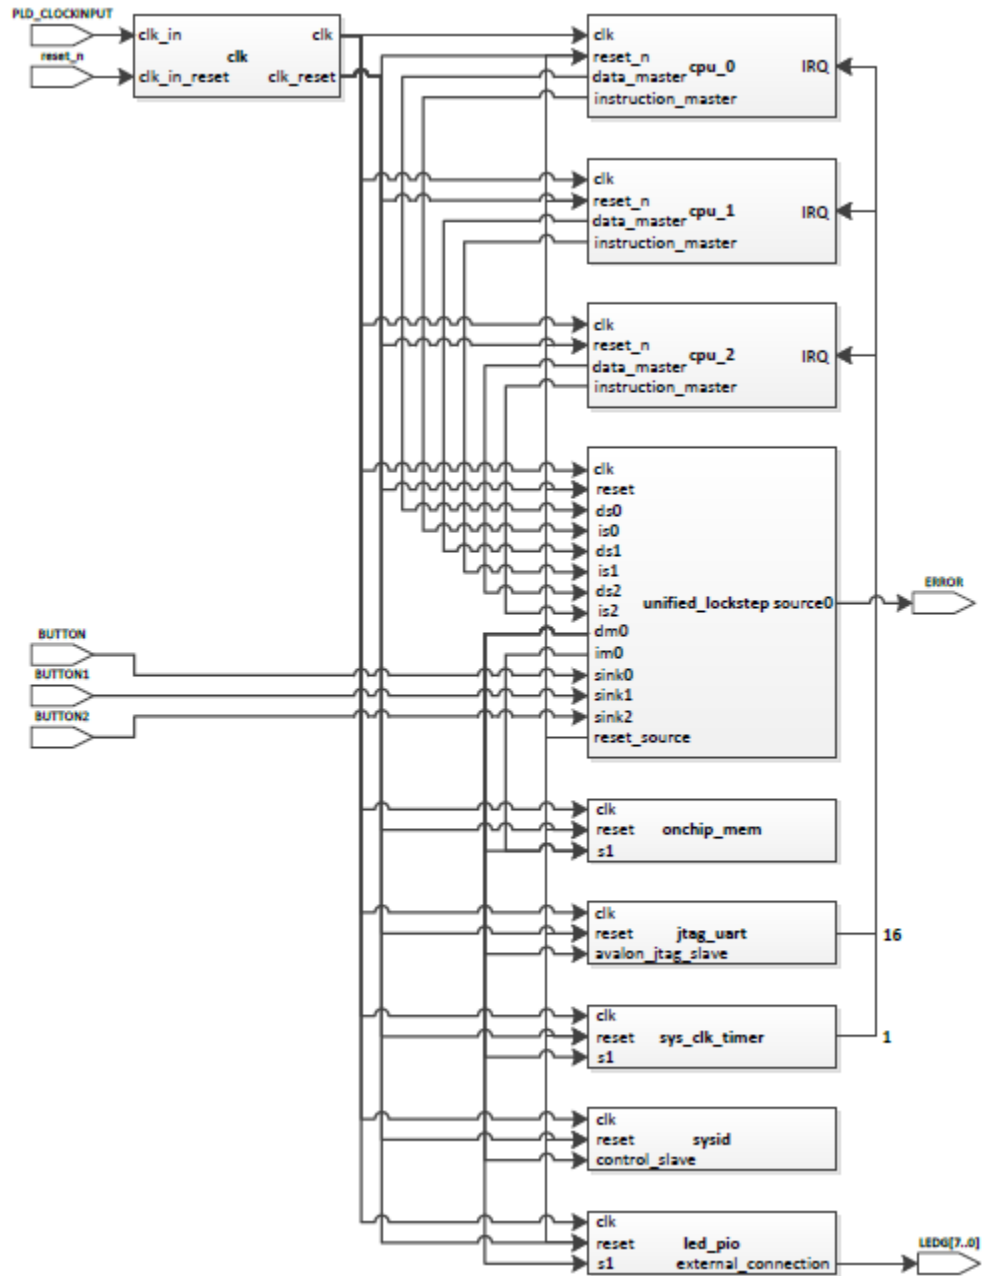 PLD_CLOCKINPUT
clk_in clk
reset_n
clk
clk_in_reset clk_reset
clk
reset_n
cpu_0 IRQ
data_master
instruction_master
clk
reset_n
cpu_1 IRQ
data_master
instruction_master
clk
reset_n
cpu_2 IRQ
data_master
instruction_master
clk
reset
ds0
is0
ds1
is1
ds2
is2
unified_lockstep source0
ERROR
dm0
im0
BUTTON
sink0
BUTTON1
sink1
BUTTON2
sink2
reset_source
clk
reset onchip_mem
s1
clk
reset jtag_uart 16
avalon_jtag_slave
clk
reset sys_clk_timer 1
s1
clk
reset sysid
control_slave
clk
reset led_pio
LEDG[7..0]
s1 external_connection